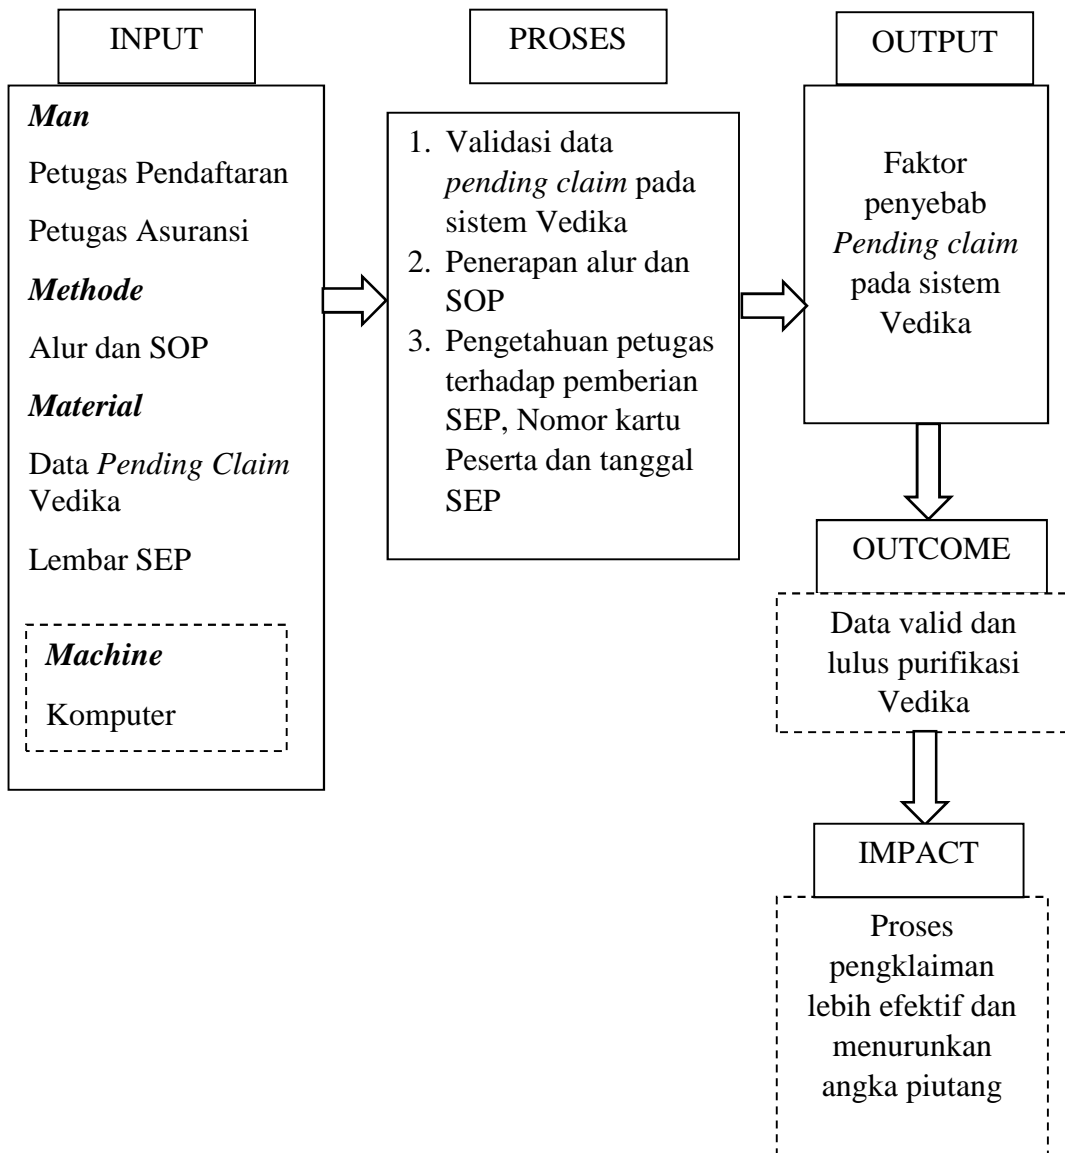 INPUT
Man
Petugas Pendaftaran
Petugas Asuransi
Methode
Alur dan SOP
Material
Data Pending Claim
Vedika
Lembar SEP
Machine
Komputer
PROSES
1. Validasi data
pending claim pada
sistem Vedika
2. Penerapan alur dan
SOP
3. Pengetahuan petugas
terhadap pemberian
SEP, Nomor kartu
Peserta dan tanggal
SEP
OUTPUT
Faktor
penyebab
Pending claim
pada sistem
Vedika
OUTCOME
Data valid dan
lulus purifikasi
Vedika
IMPACT
Proses
pengklaiman
lebih efektif dan
menurunkan
angka piutang